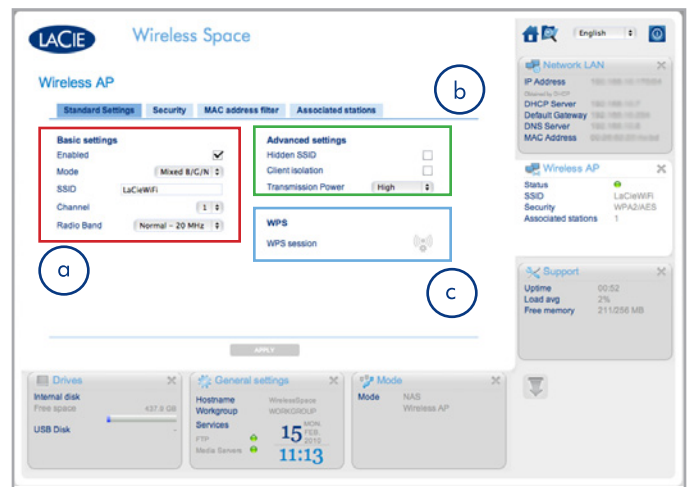 LACIE
Wireless Space
English
Wireless AP
b
Standard Settings Security MAC address filter Associated stations
Basic settings
Enabled
Mode Mixed B/G/N
SSID LaCieWiFi
Channel 1
Radio Band Normal – 20 MHz
a
Advanced settings
Hidden SSID
Client isolation
Transmission Power High
WPS
WPS session
c
APPLY
Network LAN
IP Address
Obtained by DHCP
DHCP Server
Default Gateway
DNS Server
MAC Address
Wireless AP
Status
SSID LaCieWiFi
Security WPA2/AES
Associated stations 1
Support
Uptime 00:52
Load avg 2%
Free memory 211/256 MB
Drives
Internal disk
Free space 437.8 GB
USB Disk -
General settings
Hostname WirelessSpace
Workgroup WORKGROUP
Services
FTP
Media Servers
15 MON. FEB. 2010
11:13
Mode
Mode NAS
Wireless AP